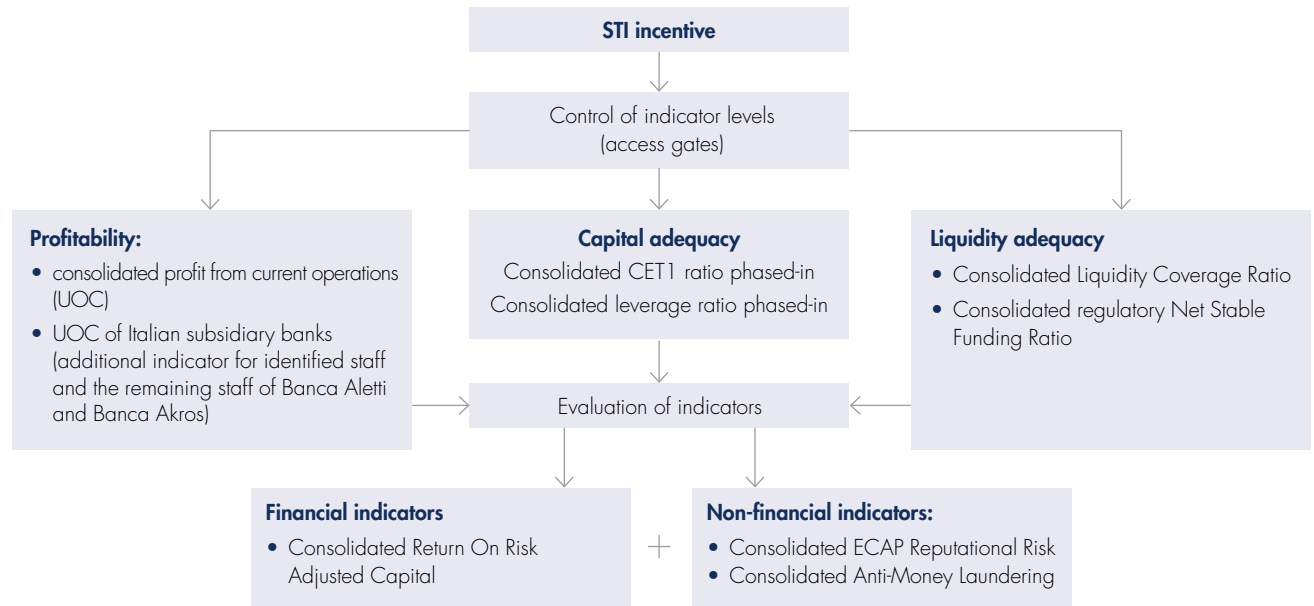 STI incentive
Control of indicator levels
(access gates)
Profitability:
• consolidated profit from current operations
(UOC)
• UOC of Italian subsidiary banks
(additional indicator for identified staff
and the remaining staff of Banca Aletti
and Banca Akros)
Capital adequacy
Consolidated CET1 ratio phased-in
Consolidated leverage ratio phased-in
Liquidity adequacy
• Consolidated Liquidity Coverage Ratio
• Consolidated regulatory Net Stable
Funding Ratio
Evaluation of indicators
Financial indicators
• Consolidated Return On Risk
Adjusted Capital
+
Non-financial indicators:
• Consolidated ECAP Reputational Risk
• Consolidated Anti-Money Laundering